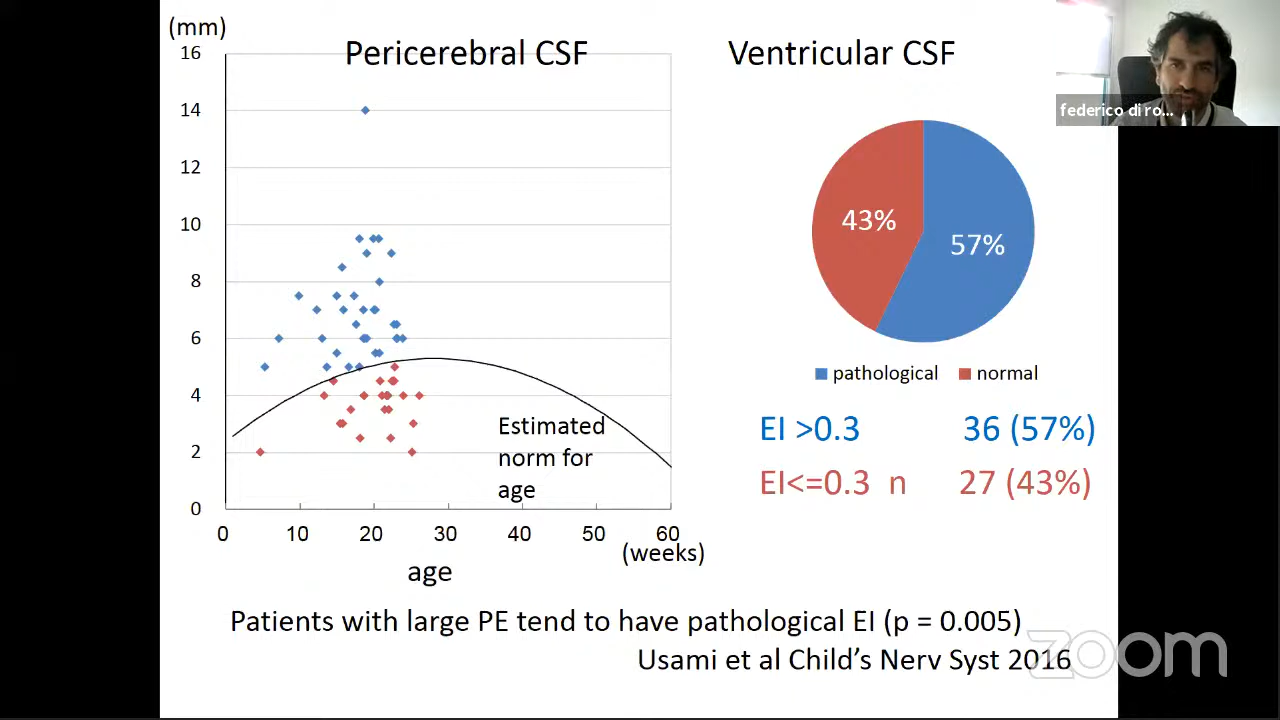 (mm)
Pericerebral CSF
Ventricular CSF
federico di ro...
16
14
12
10
8
6
4
2
0
0 10 20 30 40 50 60
(weeks)
age
Estimated
norm for
age
43%
57%
pathological normal
EI >0.3 36 (57%)
EI<=0.3 n 27 (43%)
Patients with large PE tend to have pathological EI (p = 0.005)
Usami et al Child’s Nerv Syst 2016
zoom